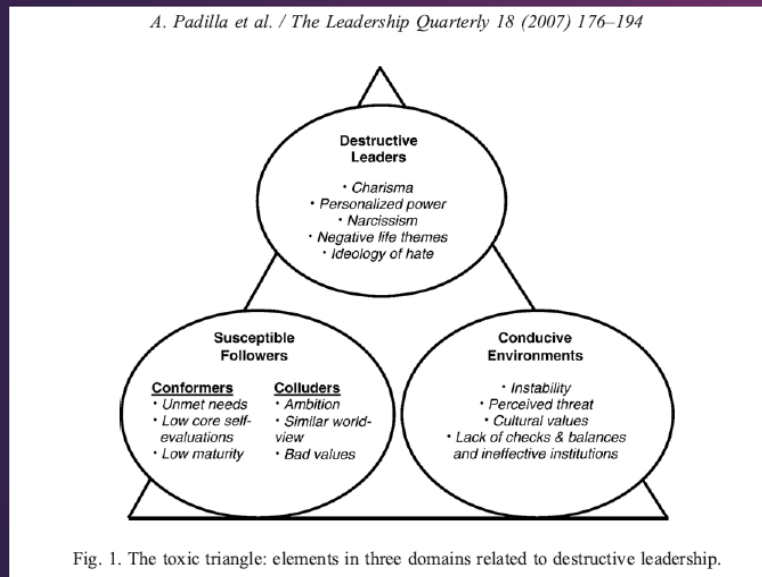 A. Padilla et al. / The Leadership Quarterly 18 (2007) 176–194
Destructive
Leaders
· Charisma
· Personalized power
· Narcissism
· Negative life themes
· Ideology of hate
Susceptible
Followers
Conformers
· Unmet needs
· Low core self-
evaluations
· Low maturity
Colluders
· Ambition
· Similar world-
view
· Bad values
Conducive
Environments
· Instability
· Perceived threat
· Cultural values
· Lack of checks & balances
and ineffective institutions
Fig. 1. The toxic triangle: elements in three domains related to destructive leadership.